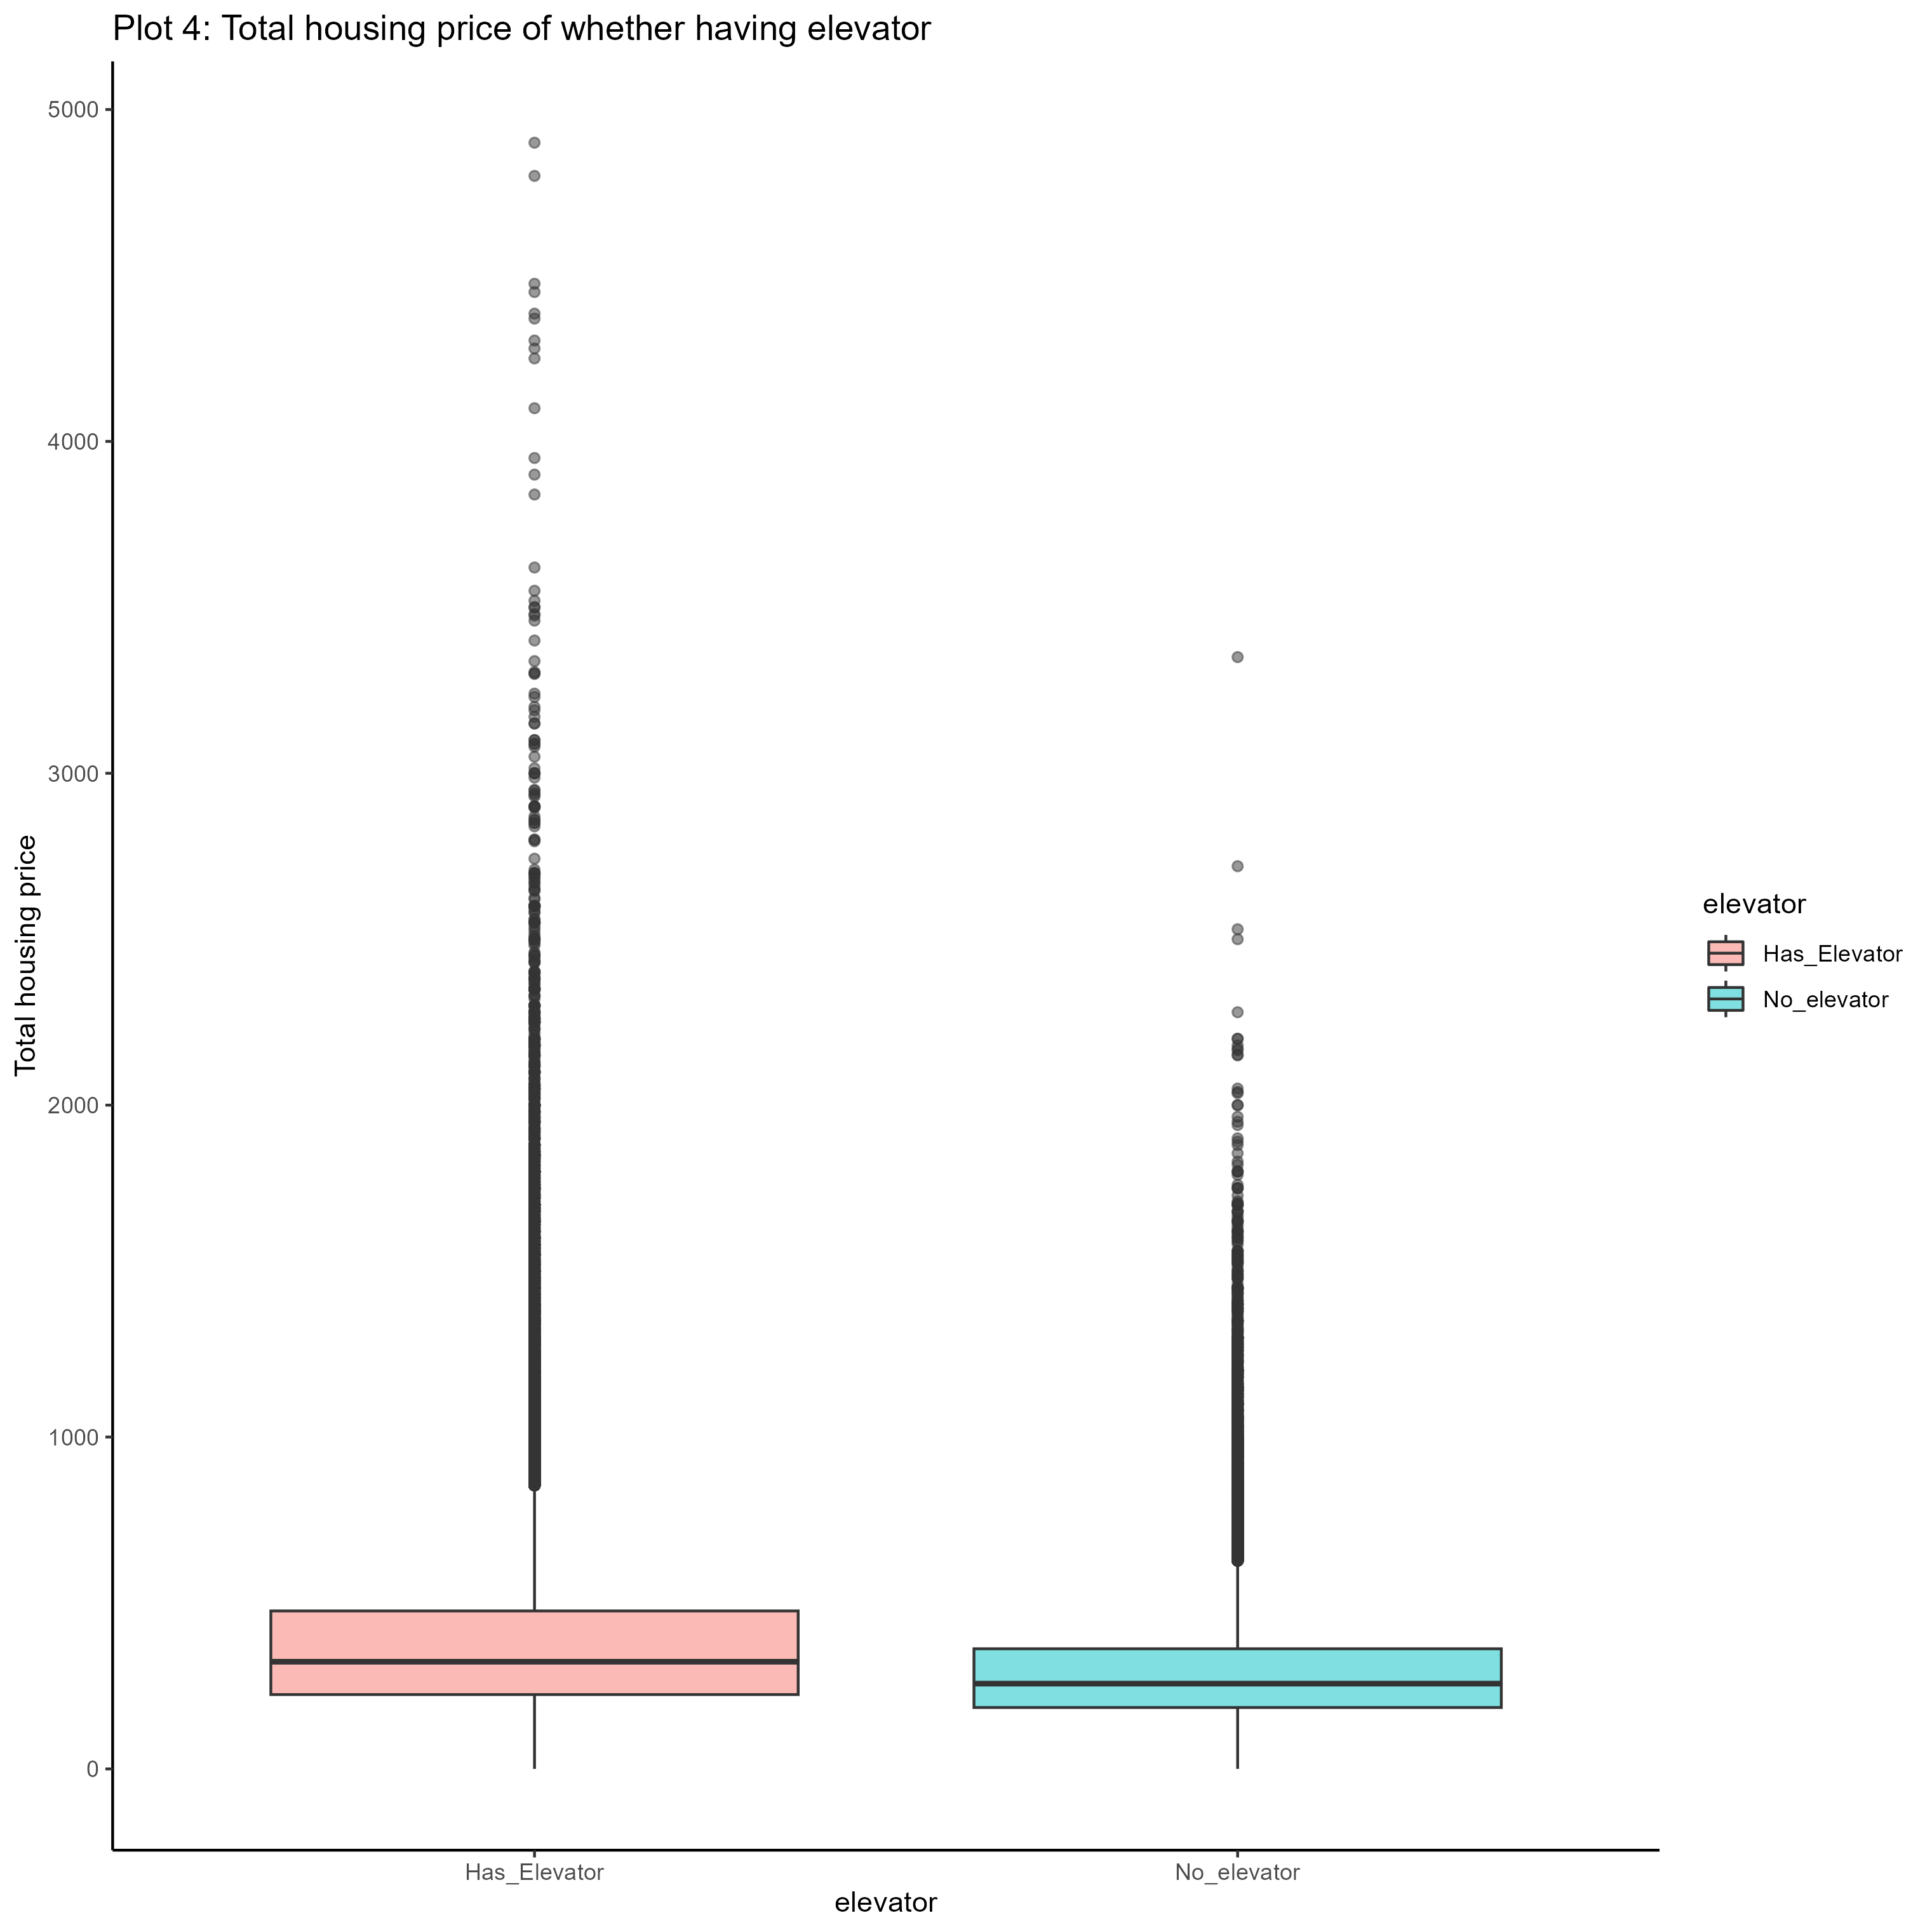 Plot 4: Total housing price of whether having elevator
5000
4000
3000
2000
1000
0
Total housing price
Has_Elevator
No_elevator
elevator
elevator
Has_Elevator
No_elevator